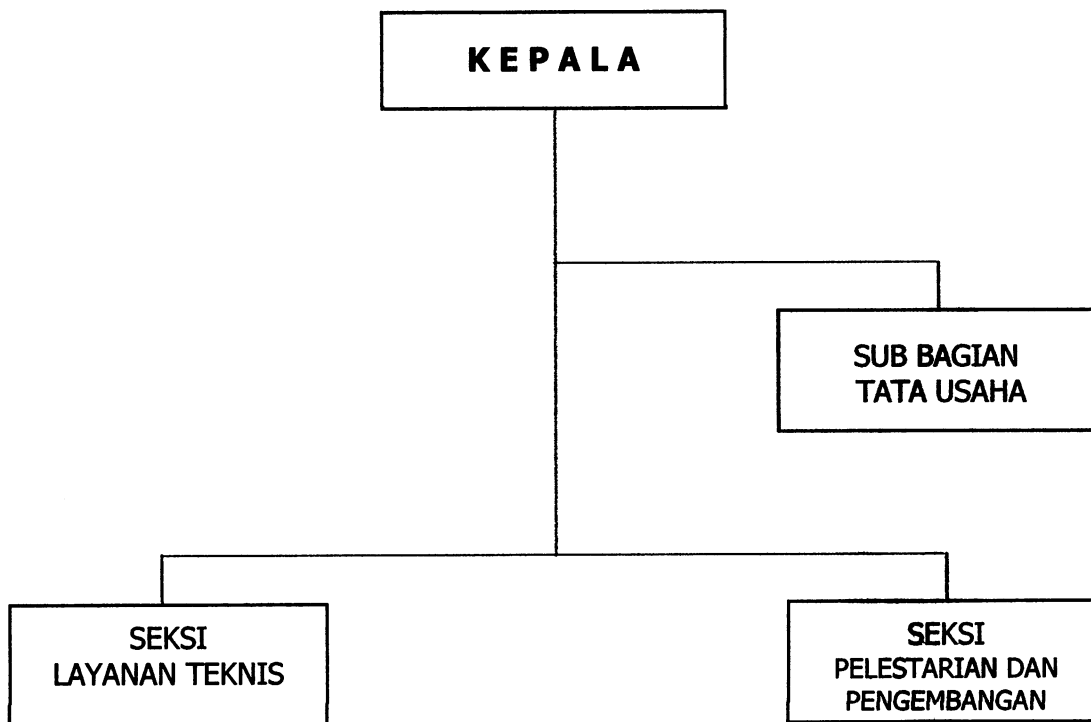 KEPALA
SUB BAGIAN
TATA USAHA
SEKSI
LAYANAN TEKNIS
SEKSI
PELESTARIAN DAN
PENGEMBANGAN